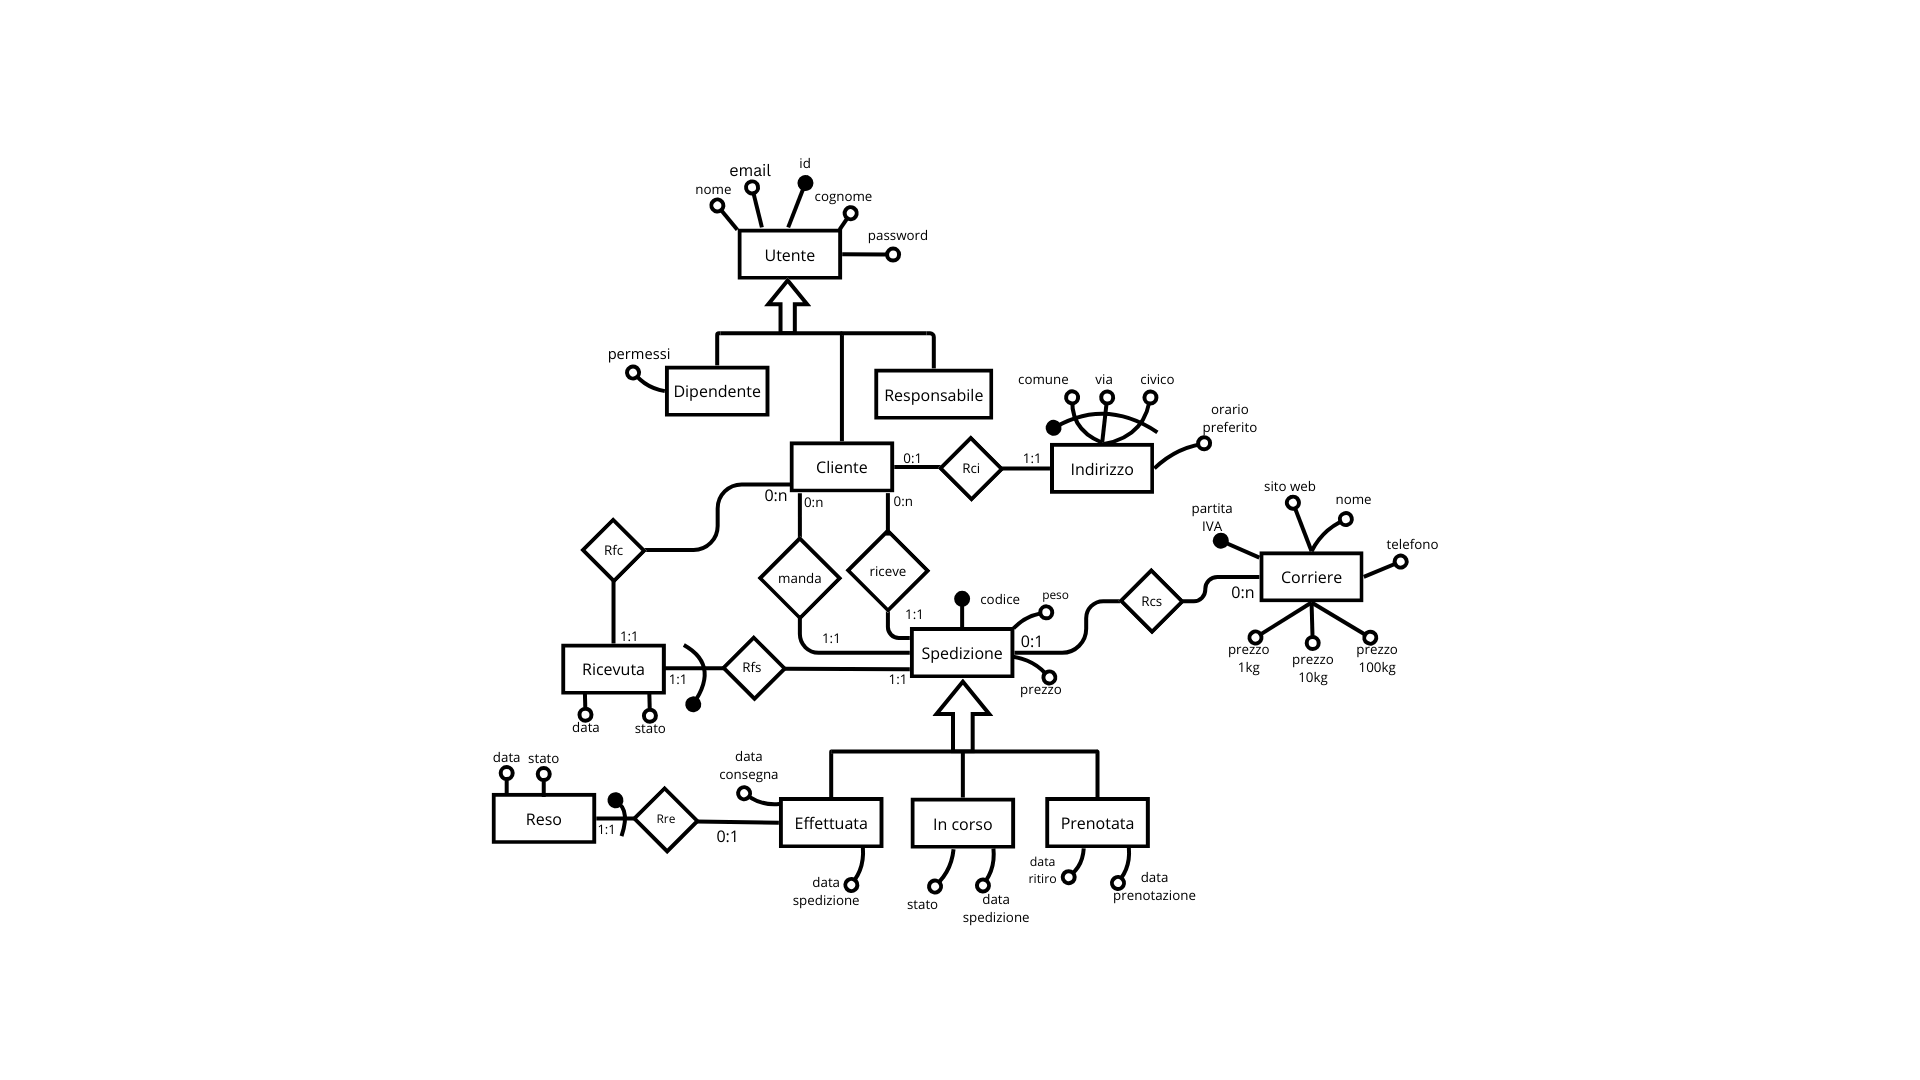 id
email
nome
cognome
password
Utente
permessi
Dipendente
Responsabile
comune
via
civico
orario
preferito
Cliente
0:1
Rci
1:1
Indirizzo
0:n
0:n
0:n
sito web
nome
partita
IVA
telefono
Rfc
manda
riceve
Corriere
0:n
Rcs
codice
peso
1:1
1:1
1:1
0:1
Spedizione
Ricevuta
1:1
Rfs
1:1
prezzo
prezzo
1kg
prezzo
10kg
prezzo
100kg
data
stato
data
stato
data
consegna
Reso
1:1
Rre
0:1
Effettuata
In corso
Prenotata
data
spedizione
stato
data
spedizione
data
ritiro
data
prenotazione